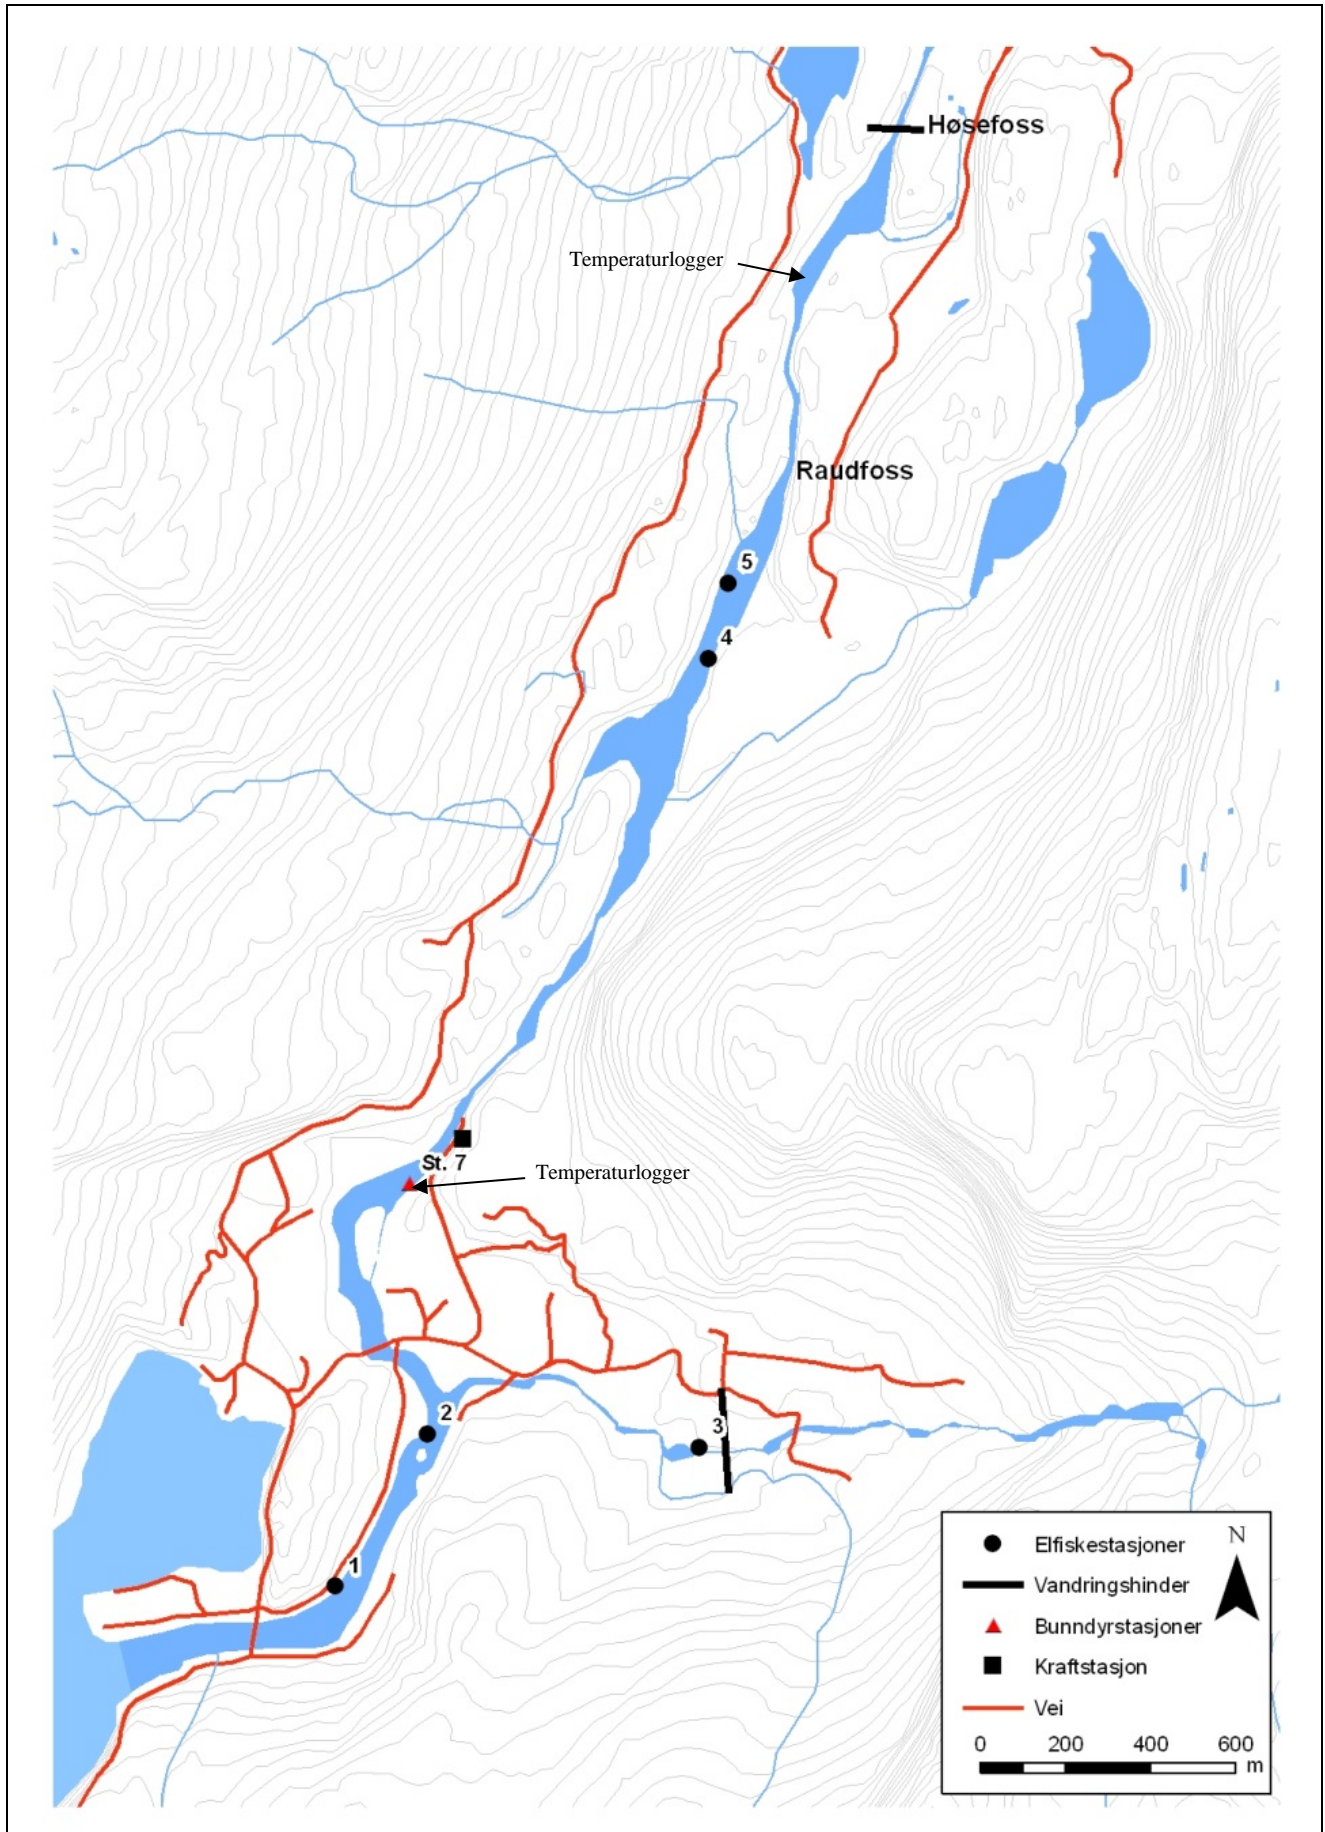 Høsefoss
Temperaturlogger
Raudfoss
5
4
St. 7
Temperaturlogger
2
3
1
N
Elfiskestasjoner
Vandringshinder
Bunndyrstasjoner
Kraftstasjon
Vei
0 200 400 600
m